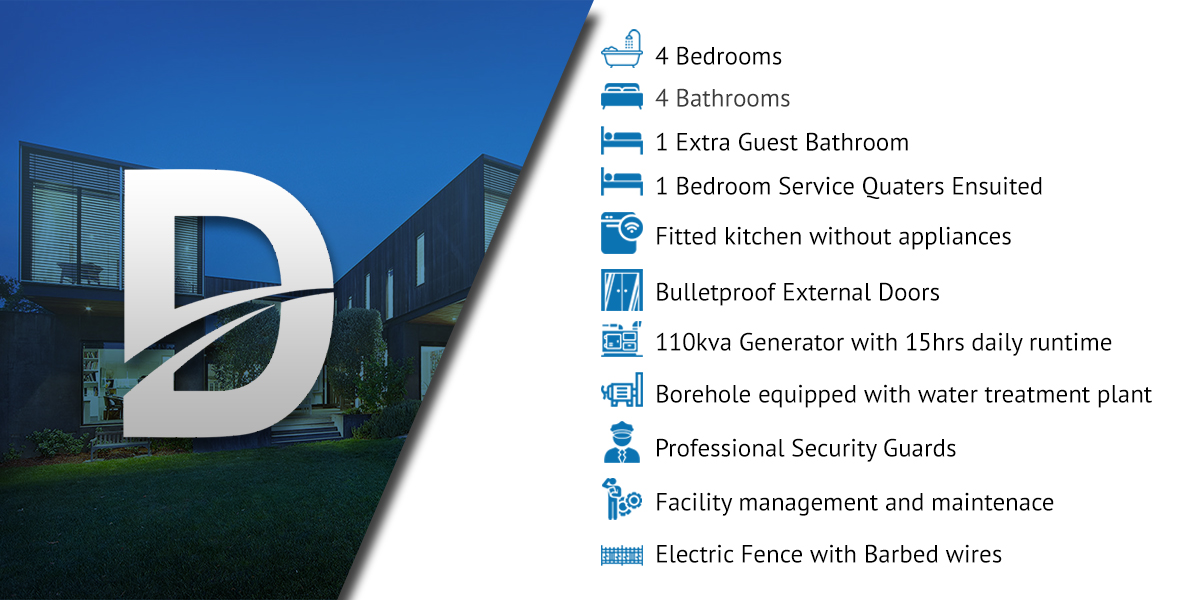 D
4 Bedrooms
4 Bathrooms
1 Extra Guest Bathroom
1 Bedroom Service Quaters Ensuited
Fitted kitchen without appliances
Bulletproof External Doors
110kva Generator with 15hrs daily runtime
Borehole equipped with water treatment plant
Professional Security Guards
Facility management and maintenace
Electric Fence with Barbed wires